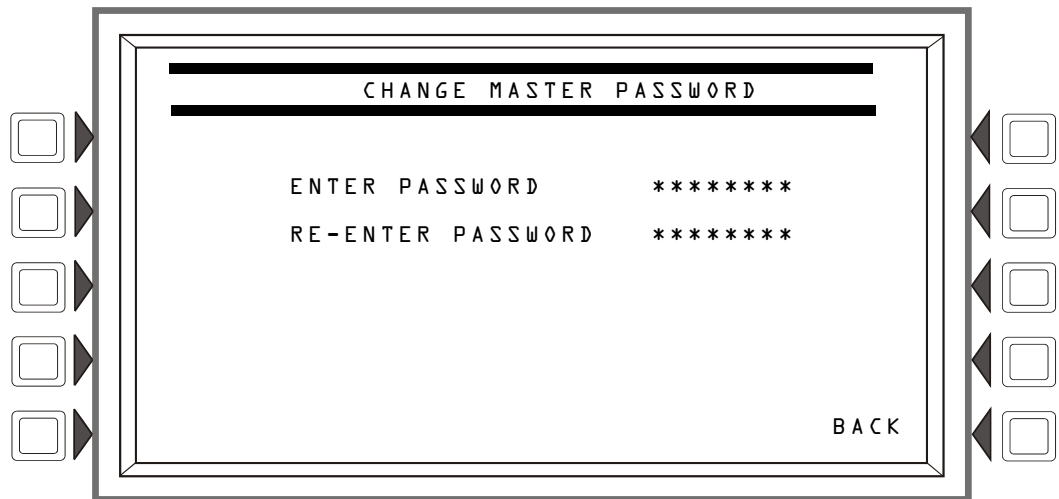 CHANGE MASTER PASSWORD
ENTER PASSWORD ********
RE-ENTER PASSWORD ********
BACK